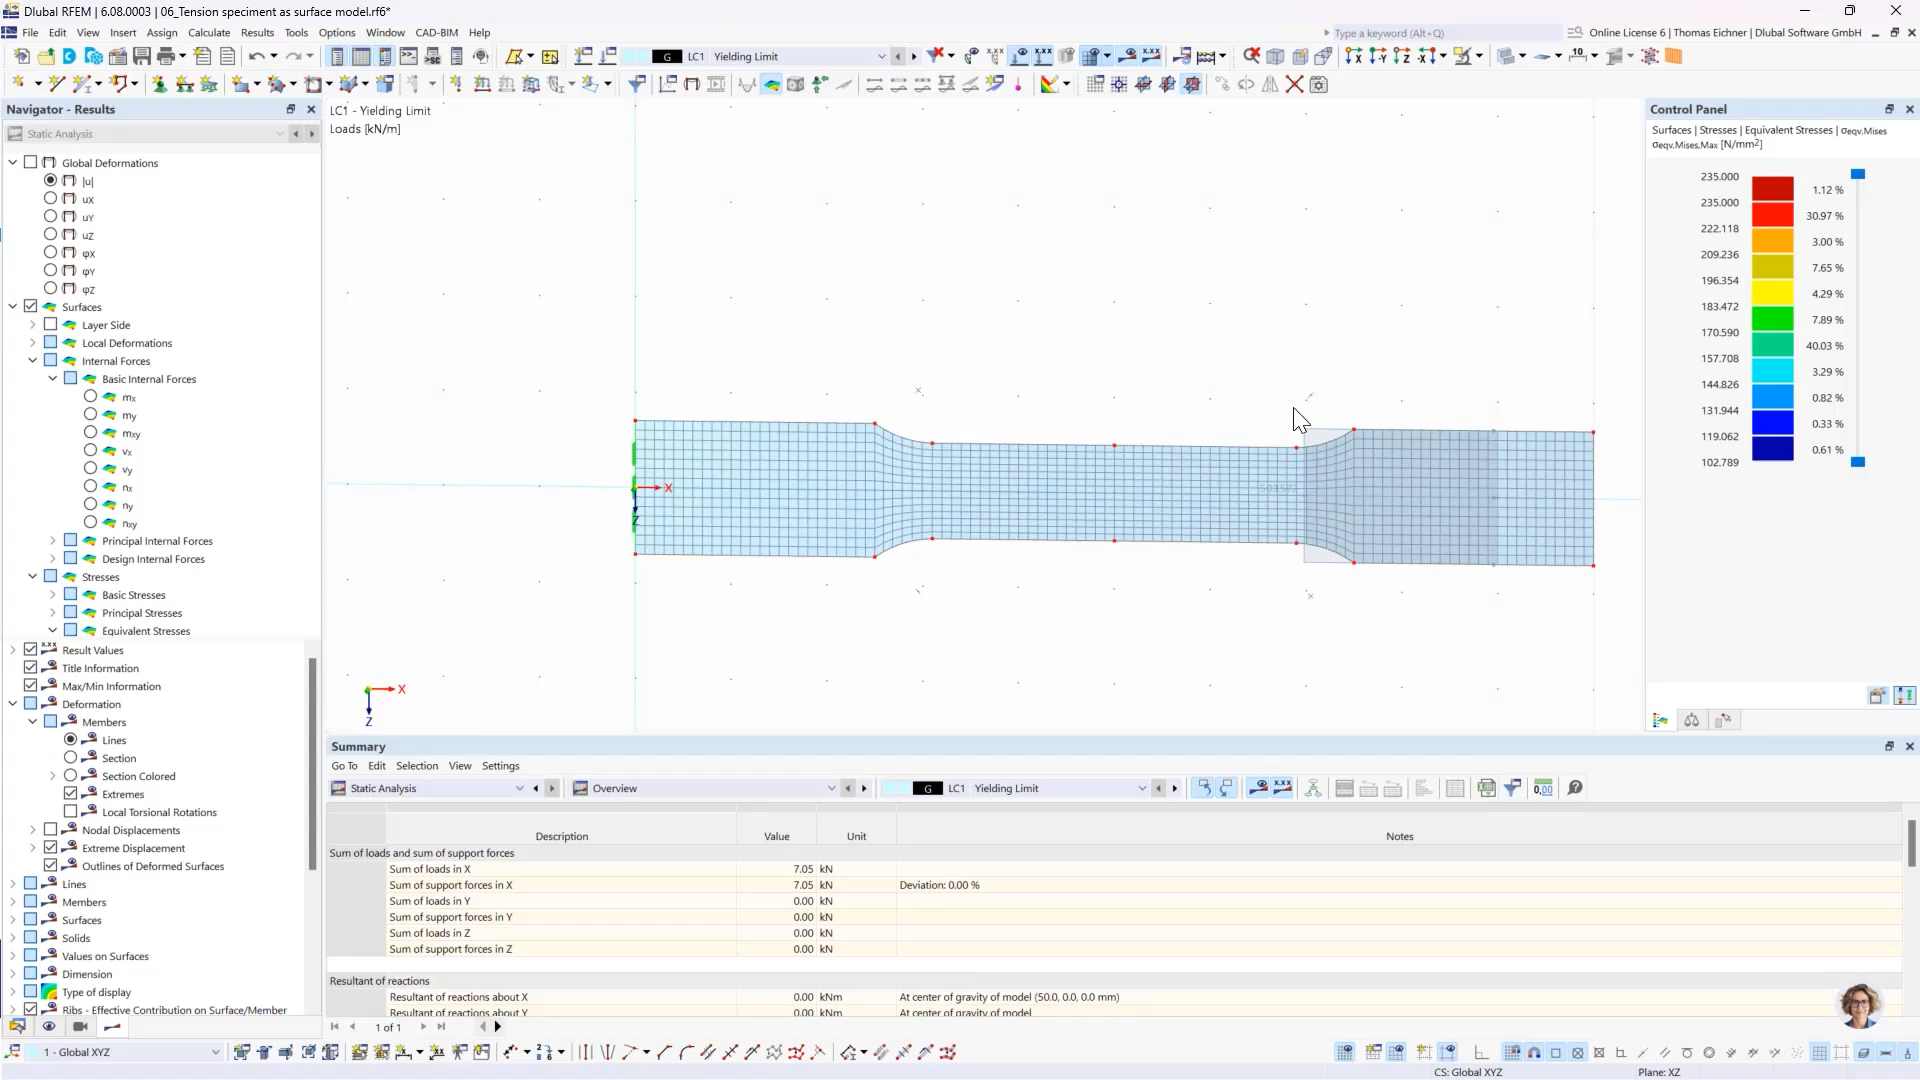 Dlubal RFEM | 6.08.0003 | 06_Tension speciment as surface model.rf6*
File Edit View Insert Assign Calculate Results Tools Options Window CAD-BIM Help
Type a keyword (Alt+Q)
Online License 6 | Thomas Eichner | Dlubal Software GmbH
G LC1 Yielding Limit
Navigator - Results
Static Analysis
Global Deformations
|u|
uX
uY
uZ
φX
φY
φZ
Surfaces
Layer Side
Local Deformations
Internal Forces
Basic Internal Forces
mx
my
mxy
vx
vy
nx
ny
nxy
Principal Internal Forces
Design Internal Forces
Stresses
Basic Stresses
Principal Stresses
Equivalent Stresses
Result Values
Title Information
Max/Min Information
Deformation
Members
Lines
Section
Section Colored
Extremes
Local Torsional Rotations
Nodal Displacements
Extreme Displacement
Outlines of Deformed Surfaces
Lines
Members
Surfaces
Solids
Values on Surfaces
Dimension
Type of display
Ribs - Effective Contribution on Surface/Member
LC1 - Yielding Limit
Loads [kN/m]
X
Z
X
Z
Control Panel
Surfaces | Stresses | Equivalent Stresses | σeqv,Mises
σeqv,Mises,Max [N/mm²]
235.000
1.12 %
235.000
30.97 %
222.118
3.00 %
209.236
7.65 %
196.354
4.29 %
183.472
7.89 %
170.590
40.03 %
157.708
3.29 %
144.826
0.82 %
131.944
0.33 %
119.062
0.61 %
102.789
Summary
Go To Edit Selection View Settings
Static Analysis
Overview
G LC1 Yielding Limit
Description Value Unit Notes
Sum of loads and sum of support forces
Sum of loads in X 7.05 kN
Sum of support forces in X 7.05 kN Deviation: 0.00 %
Sum of loads in Y 0.00 kN
Sum of support forces in Y 0.00 kN
Sum of loads in Z 0.00 kN
Sum of support forces in Z 0.00 kN
Resultant of reactions
Resultant of reactions about X 0.00 kNm At center of gravity of model (50.0, 0.0, 0.0 mm)
Resultant of reactions about Y 0.00 kNm At center of gravity of model
1 of 1
1 - Global XYZ
CS: Global XYZ
Plane: XZ